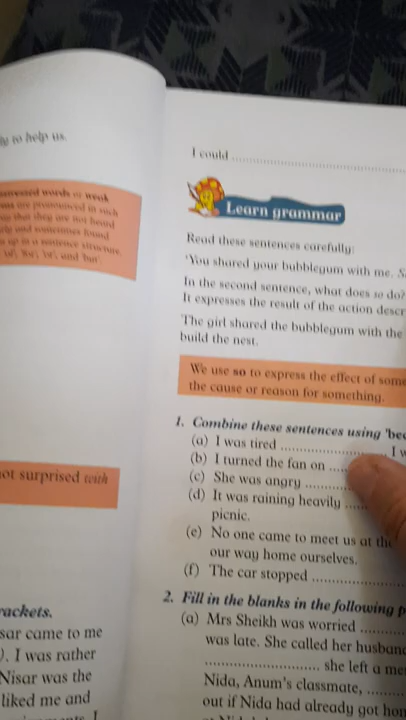 to help us.
unstressed words or weak
are pronounced in such
that they are not heard
and sometimes found
in a sentence structure.
and 'but'.
not surprised with
rackets.
sar came to me
). I was rather
Nisar was the
liked me and
I could
Learn grammar
Read these sentences carefully:
'You shared your bubblegum with me. S
In the second sentence, what does so do?
It expresses the result of the action descr
The girl shared the bubblegum with the
build the nest.
We use so to express the effect of some
the cause or reason for something.
1. Combine these sentences using 'bec
(a) I was tired .................... I w
(b) I turned the fan on ....
(c) She was angry ..........
(d) It was raining heavily .....
picnic.
(e) No one came to meet us at the
our way home ourselves.
(f) The car stopped ....................
2. Fill in the blanks in the following p
(a) Mrs Sheikh was worried ..........
was late. She called her husband
.......................... she left a me
Nida, Anum's classmate, ..........
out if Nida had already got hom